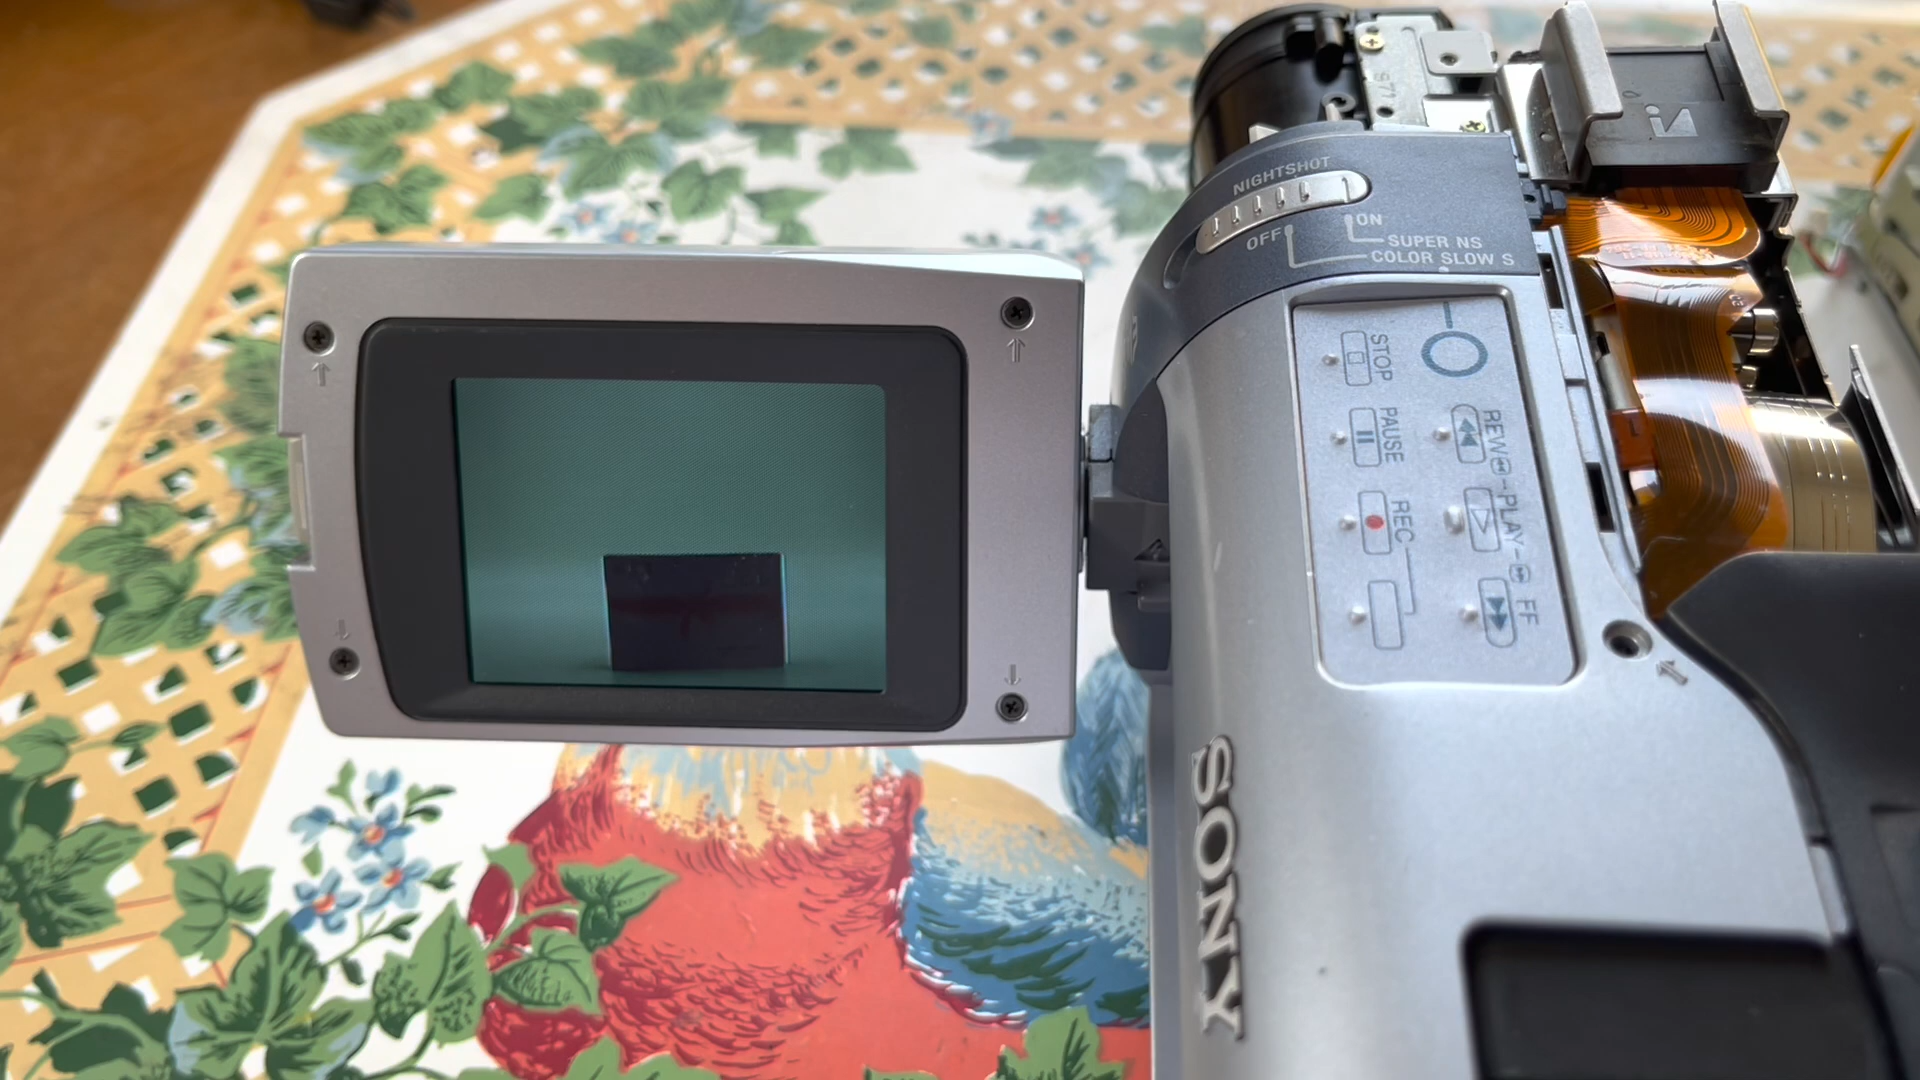 NIGHTSHOT
ON
OFF
SUPER NS
COLOR SLOW S
STOP
REW
PAUSE
PLAY
REC
FF
SONY